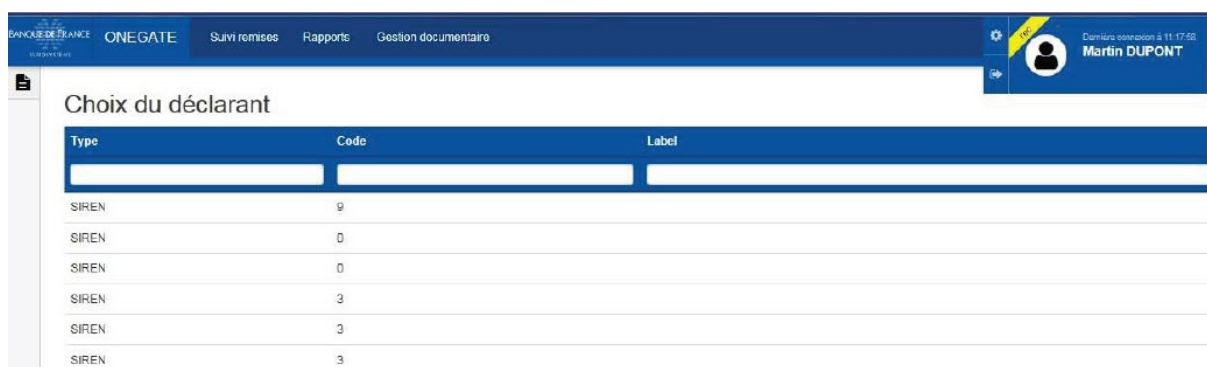 BANQUE DE FRANCE
EUROSYSTÈME
ONEGATE Suivi remises Rapports Gestion documentaire
Dernière connexion à 11:17:58
Martin DUPONT
Choix du déclarant
Type Code Label
SIREN 9
SIREN 0
SIREN 0
SIREN 3
SIREN 3
SIREN 3